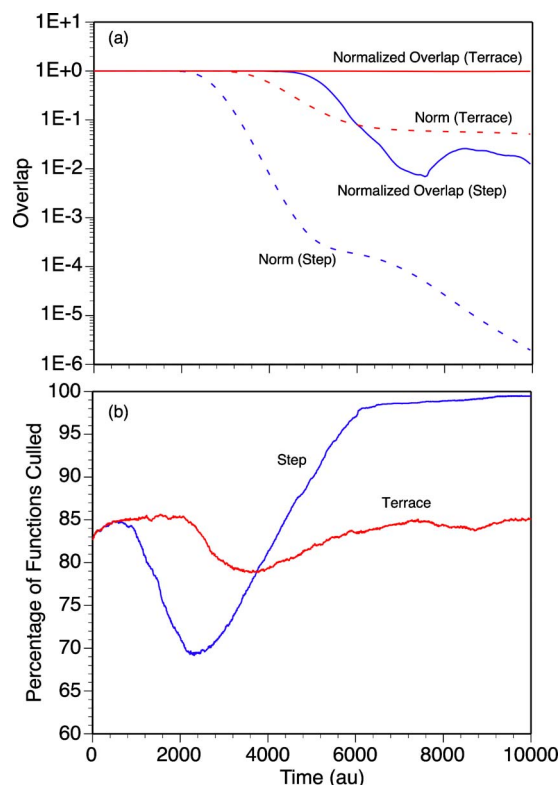 (a)
1E+1
1E+0
1E-1
1E-2
1E-3
1E-4
1E-5
1E-6
Overlap
Normalized Overlap (Terrace)
Norm (Terrace)
Normalized Overlap (Step)
Norm (Step)
(b)
100
95
90
85
80
75
70
65
60
Percentage of Functions Culled
Step
Terrace
0 2000 4000 6000 8000 10000
Time (au)